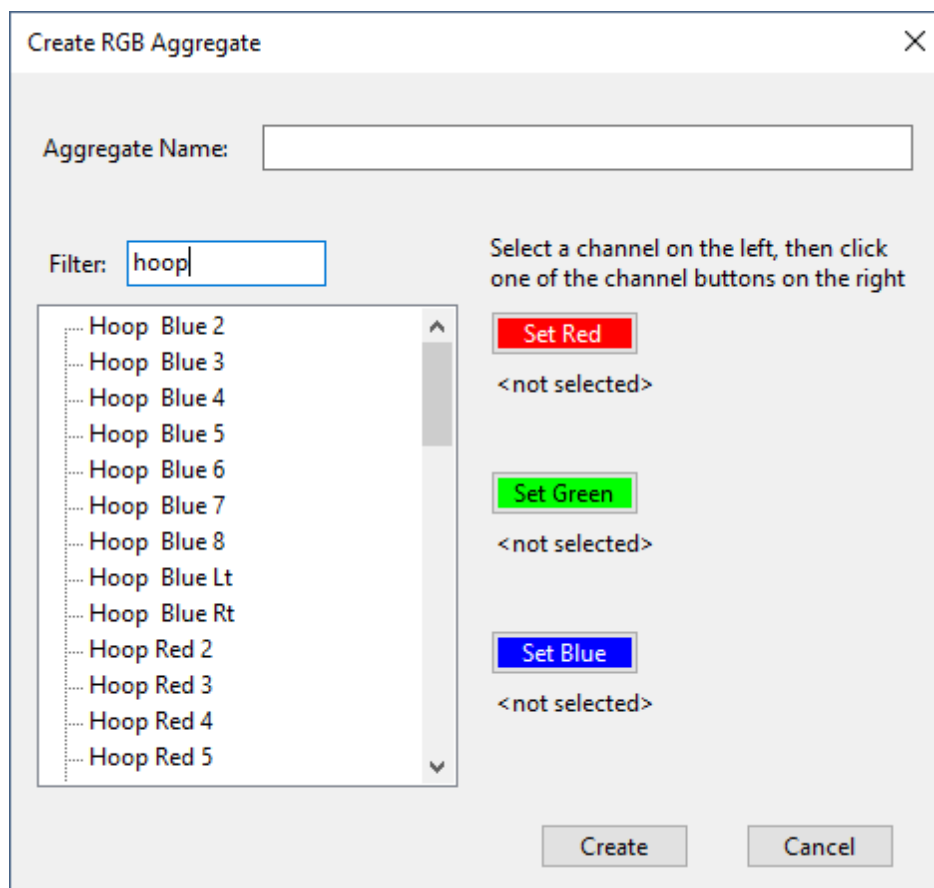 Create RGB Aggregate
Aggregate Name:
Filter: hoop
Select a channel on the left, then click
one of the channel buttons on the right
Hoop  Blue 2
Hoop  Blue 3
Hoop  Blue 4
Hoop  Blue 5
Hoop  Blue 6
Hoop  Blue 7
Hoop  Blue 8
Hoop  Blue Lt
Hoop  Blue Rt
Hoop Red 2
Hoop Red 3
Hoop Red 4
Hoop Red 5
Set Red
<not selected>
Set Green
<not selected>
Set Blue
<not selected>
Create
Cancel